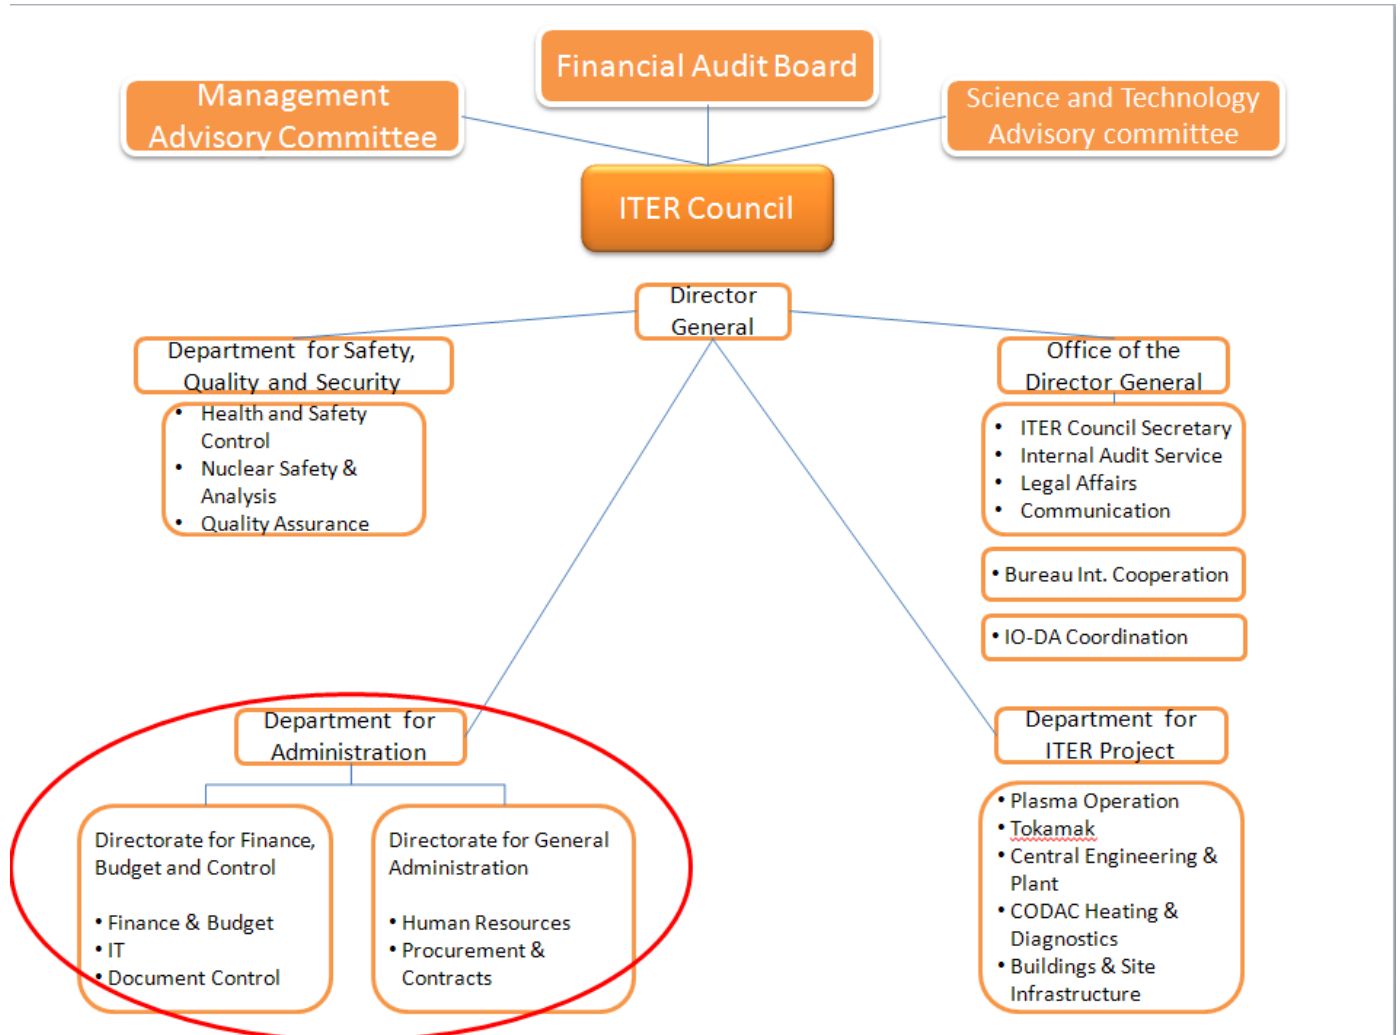 Financial Audit Board
Management
Advisory Committee
Science and Technology
Advisory committee
ITER Council
Director
General
Department for Safety,
Quality and Security
• Health and Safety
Control
• Nuclear Safety &
Analysis
• Quality Assurance
Office of the
Director General
• ITER Council Secretary
• Internal Audit Service
• Legal Affairs
• Communication
• Bureau Int. Cooperation
• IO-DA Coordination
Department for
Administration
Directorate for Finance,
Budget and Control
• Finance & Budget
• IT
• Document Control
Directorate for General
Administration
• Human Resources
• Procurement &
Contracts
Department for
ITER Project
• Plasma Operation
• Tokamak
• Central Engineering &
Plant
• CODAC Heating &
Diagnostics
• Buildings & Site
Infrastructure